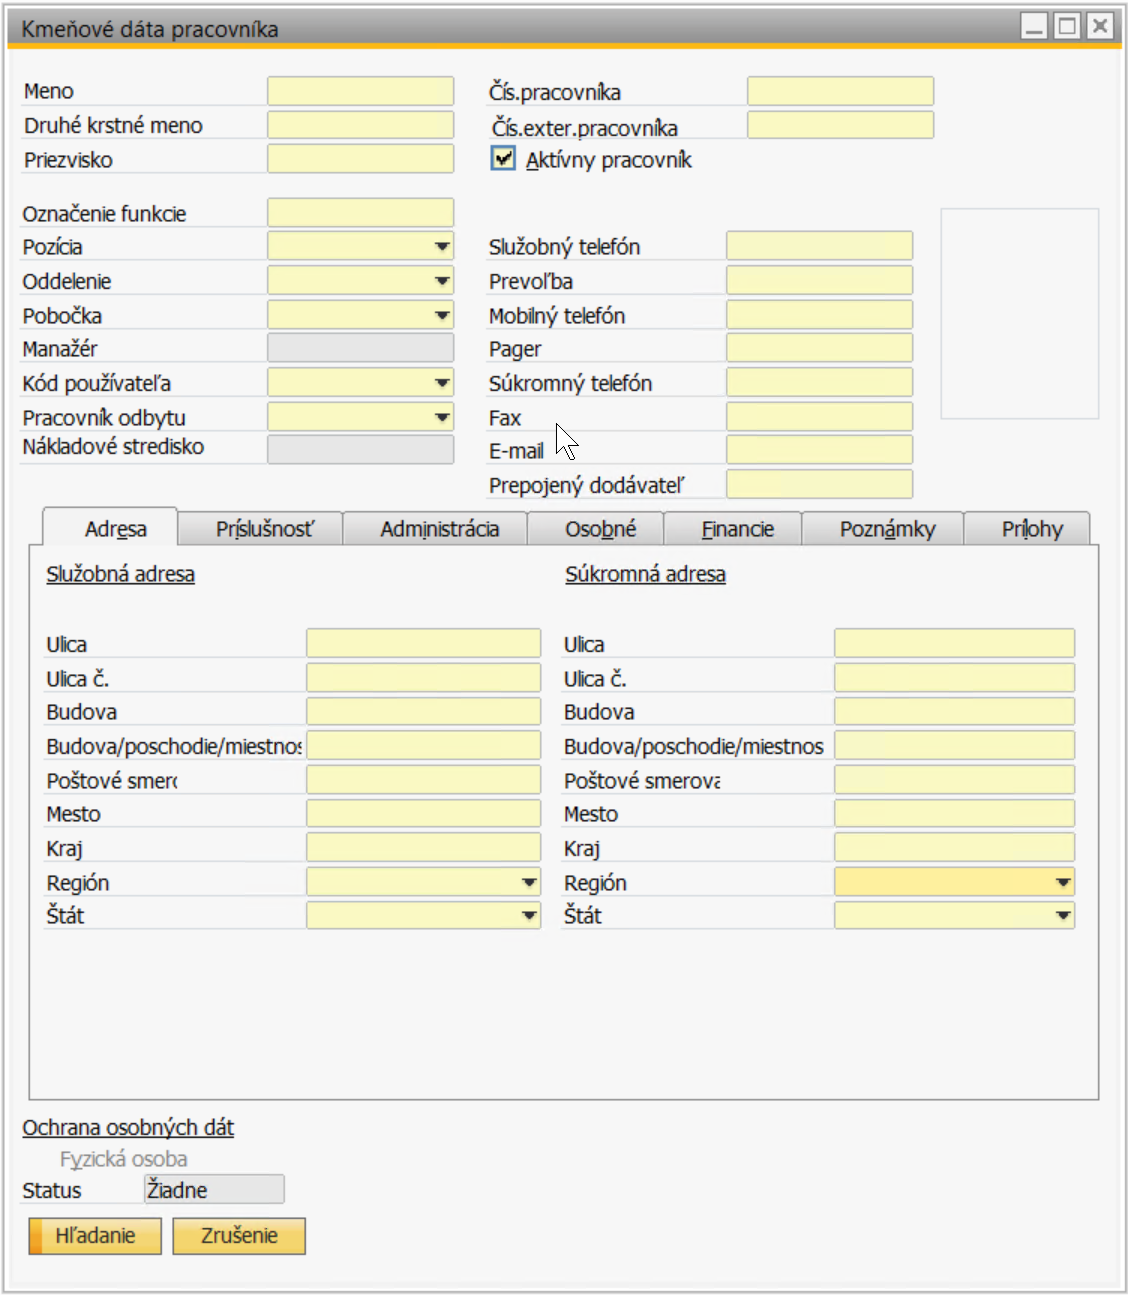 Kmeňové dáta pracovníka
Meno
Druhé krstné meno
Priezvisko
Čís.pracovníka
Čís.exter.pracovníka
Aktívny pracovník
Označenie funkcie
Pozícia
Oddelenie
Pobočka
Manažér
Kód používateľa
Pracovník odbytu
Nákladové stredisko
Služobný telefón
Prevoľba
Mobilný telefón
Pager
Súkromný telefón
Fax
E-mail
Prepojený dodávateľ
Adresa Príslušnosť Administrácia Osobné Financie Poznámky Prílohy
Služobná adresa
Ulica
Ulica č.
Budova
Budova/poschodie/miestnos
Poštové smero
Mesto
Kraj
Región
Štát
Súkromná adresa
Ulica
Ulica č.
Budova
Budova/poschodie/miestnos
Poštové smerova
Mesto
Kraj
Región
Štát
Ochrana osobných dát
Fyzická osoba
Status Žiadne
Hľadanie Zrušenie